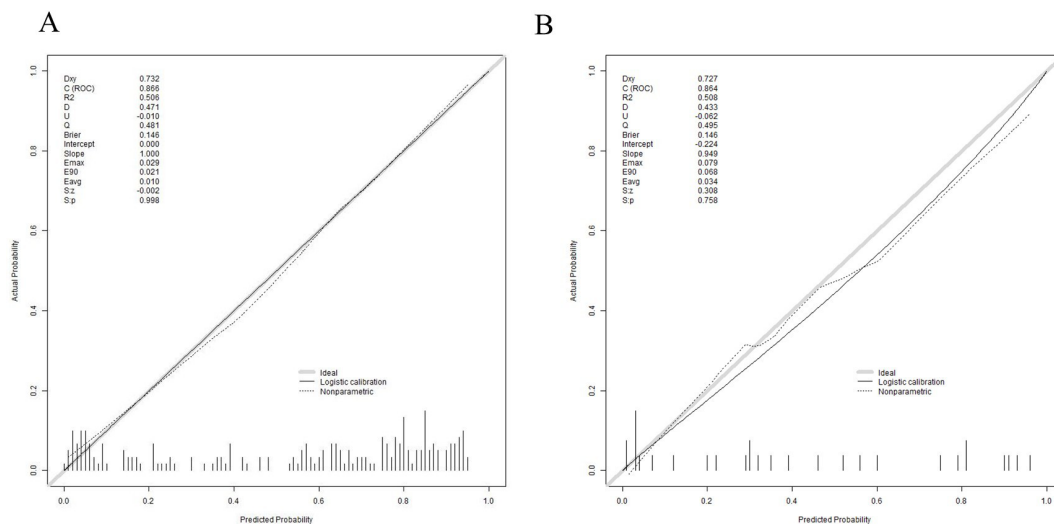 A
B
1.0
0.8
0.6
0.4
0.2
0.0
Actual Probability
Dxy 0.732
C (ROC) 0.866
R2 0.506
D 0.471
U -0.010
Q 0.481
Brier 0.146
Intercept 0.000
Slope 1.000
Emax 0.029
E90 0.021
Eavg 0.010
S:z -0.002
S:p 0.998
Ideal
Logistic calibration
Nonparametric
0.0 0.2 0.4 0.6 0.8 1.0
Predicted Probability
1.0
0.8
0.6
0.4
0.2
0.0
Actual Probability
Dxy 0.727
C (ROC) 0.864
R2 0.508
D 0.433
U -0.062
Q 0.495
Brier 0.146
Intercept -0.224
Slope 0.949
Emax 0.079
E90 0.068
Eavg 0.034
S:z 0.308
S:p 0.758
Ideal
Logistic calibration
Nonparametric
0.0 0.2 0.4 0.6 0.8 1.0
Predicted Probability